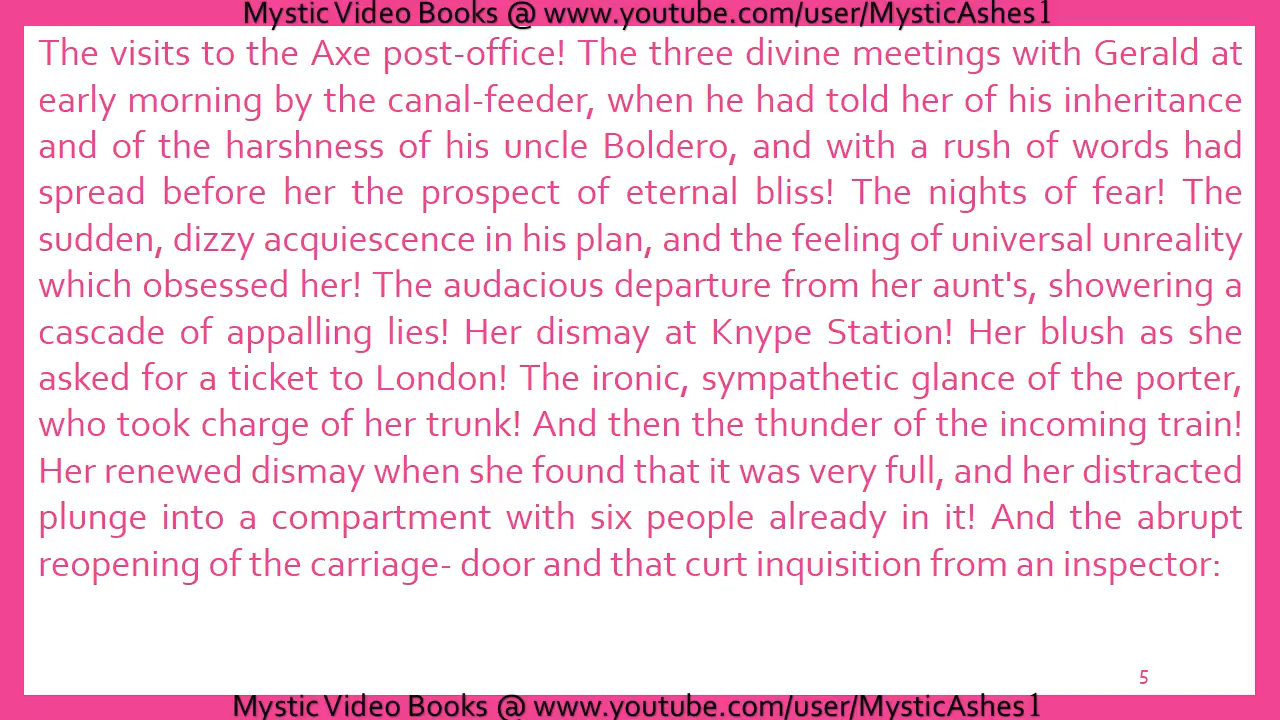 Mystic Video Books @ www.youtube.com/user/MysticAshes1
The visits to the Axe post-office! The three divine meetings with Gerald at
early morning by the canal-feeder, when he had told her of his inheritance
and of the harshness of his uncle Boldero, and with a rush of words had
spread before her the prospect of eternal bliss! The nights of fear! The
sudden, dizzy acquiescence in his plan, and the feeling of universal unreality
which obsessed her! The audacious departure from her aunt's, showering a
cascade of appalling lies! Her dismay at Knype Station! Her blush as she
asked for a ticket to London! The ironic, sympathetic glance of the porter,
who took charge of her trunk! And then the thunder of the incoming train!
Her renewed dismay when she found that it was very full, and her distracted
plunge into a compartment with six people already in it! And the abrupt
reopening of the carriage- door and that curt inquisition from an inspector:
5
Mystic Video Books @ www.youtube.com/user/MysticAshes1